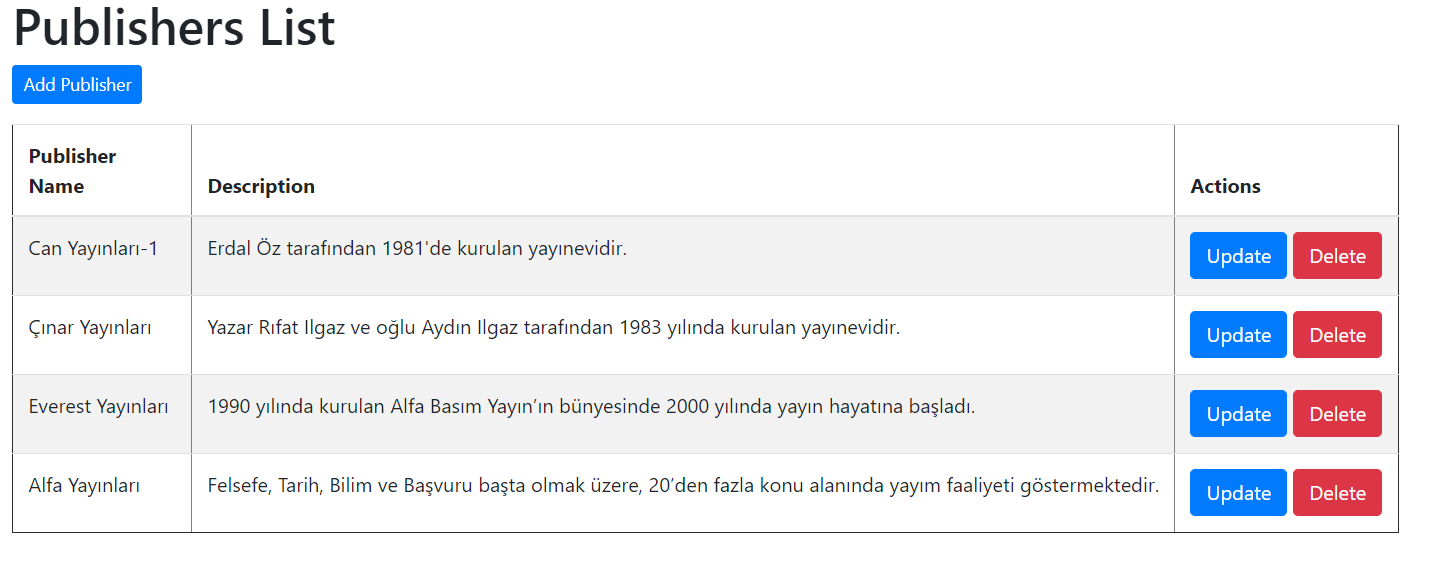 Publishers List
Add Publisher
Publisher
Name
Description
Actions
Can Yayınları-1
Erdal Öz tarafından 1981'de kurulan yayınevidir.
Update
Delete
Çınar Yayınları
Yazar Rıfat Ilgaz ve oğlu Aydın Ilgaz tarafından 1983 yılında kurulan yayınevidir.
Update
Delete
Everest Yayınları
1990 yılında kurulan Alfa Basım Yayın’ın bünyesinde 2000 yılında yayın hayatına başladı.
Update
Delete
Alfa Yayınları
Felsefe, Tarih, Bilim ve Başvuru başta olmak üzere, 20’den fazla konu alanında yayım faaliyeti göstermektedir.
Update
Delete